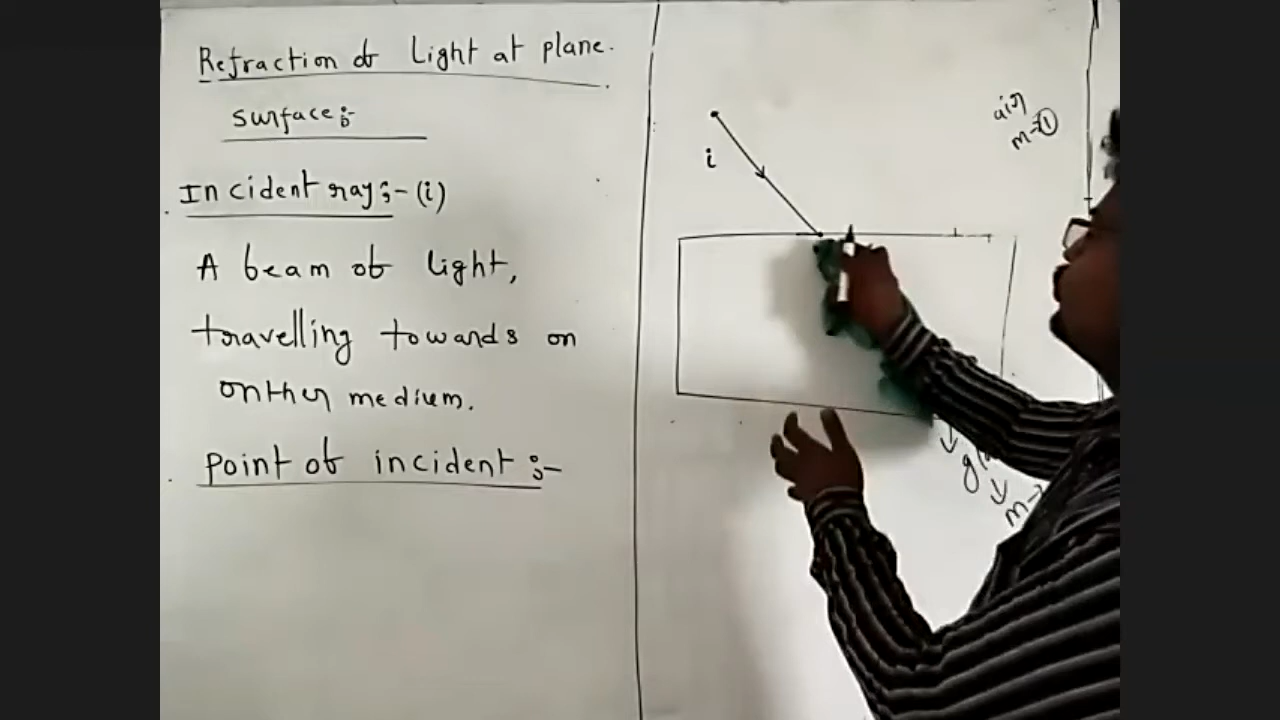 Refraction of Light at plane.
surface:-
Incident ray:-(i)
A beam of light,
travelling towards on
onther medium.
Point of incident :-
i
air
m→①
m→